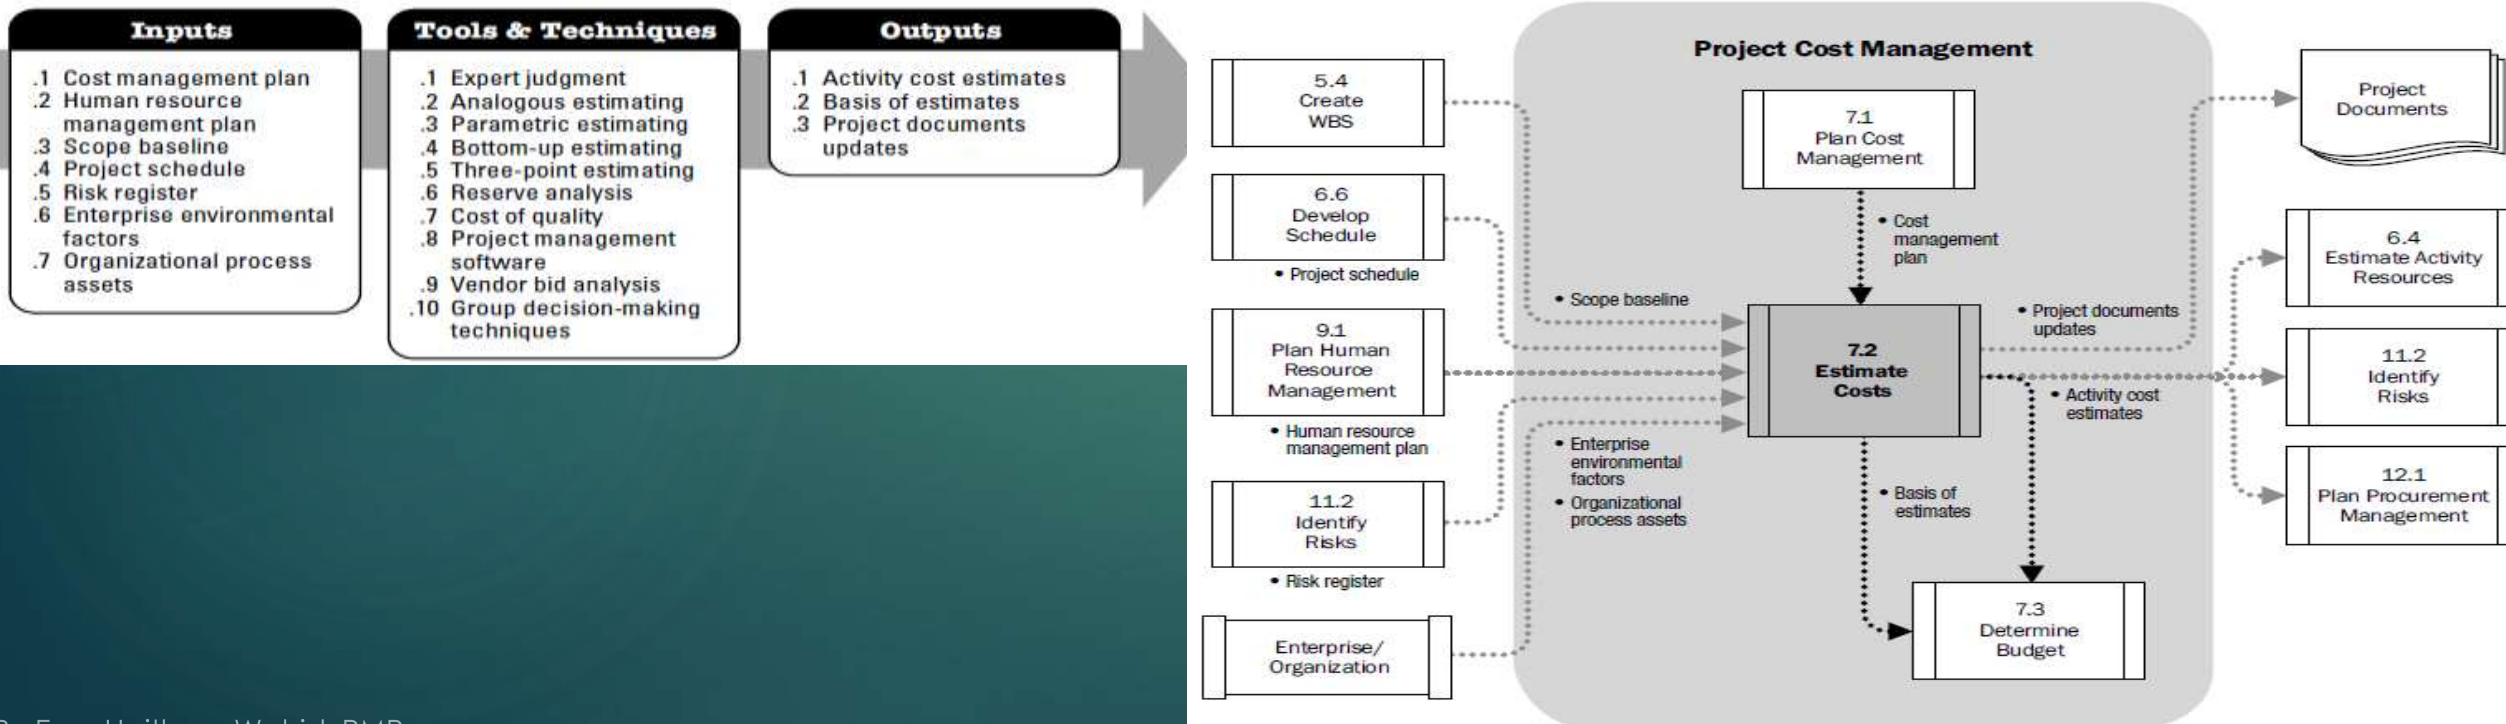 Inputs
.1 Cost management plan
.2 Human resource
management plan
.3 Scope baseline
.4 Project schedule
.5 Risk register
.6 Enterprise environmental
factors
.7 Organizational process
assets
Tools & Techniques
.1 Expert judgment
.2 Analogous estimating
.3 Parametric estimating
.4 Bottom-up estimating
.5 Three-point estimating
.6 Reserve analysis
.7 Cost of quality
.8 Project management
software
.9 Vendor bid analysis
.10 Group decision-making
techniques
Outputs
.1 Activity cost estimates
.2 Basis of estimates
.3 Project documents
updates
Project Cost Management
5.4
Create
WBS
6.6
Develop
Schedule
• Project schedule
9.1
Plan Human
Resource
Management
• Human resource
management plan
11.2
Identify
Risks
• Risk register
Enterprise/
Organization
7.1
Plan Cost
Management
• Cost
management
plan
• Scope baseline
• Enterprise
environmental
factors
• Organizational
process assets
7.2
Estimate
Costs
• Project documents
updates
• Activity cost
estimates
• Basis of
estimates
7.3
Determine
Budget
Project
Documents
6.4
Estimate Activity
Resources
11.2
Identify
Risks
12.1
Plan Procurement
Management